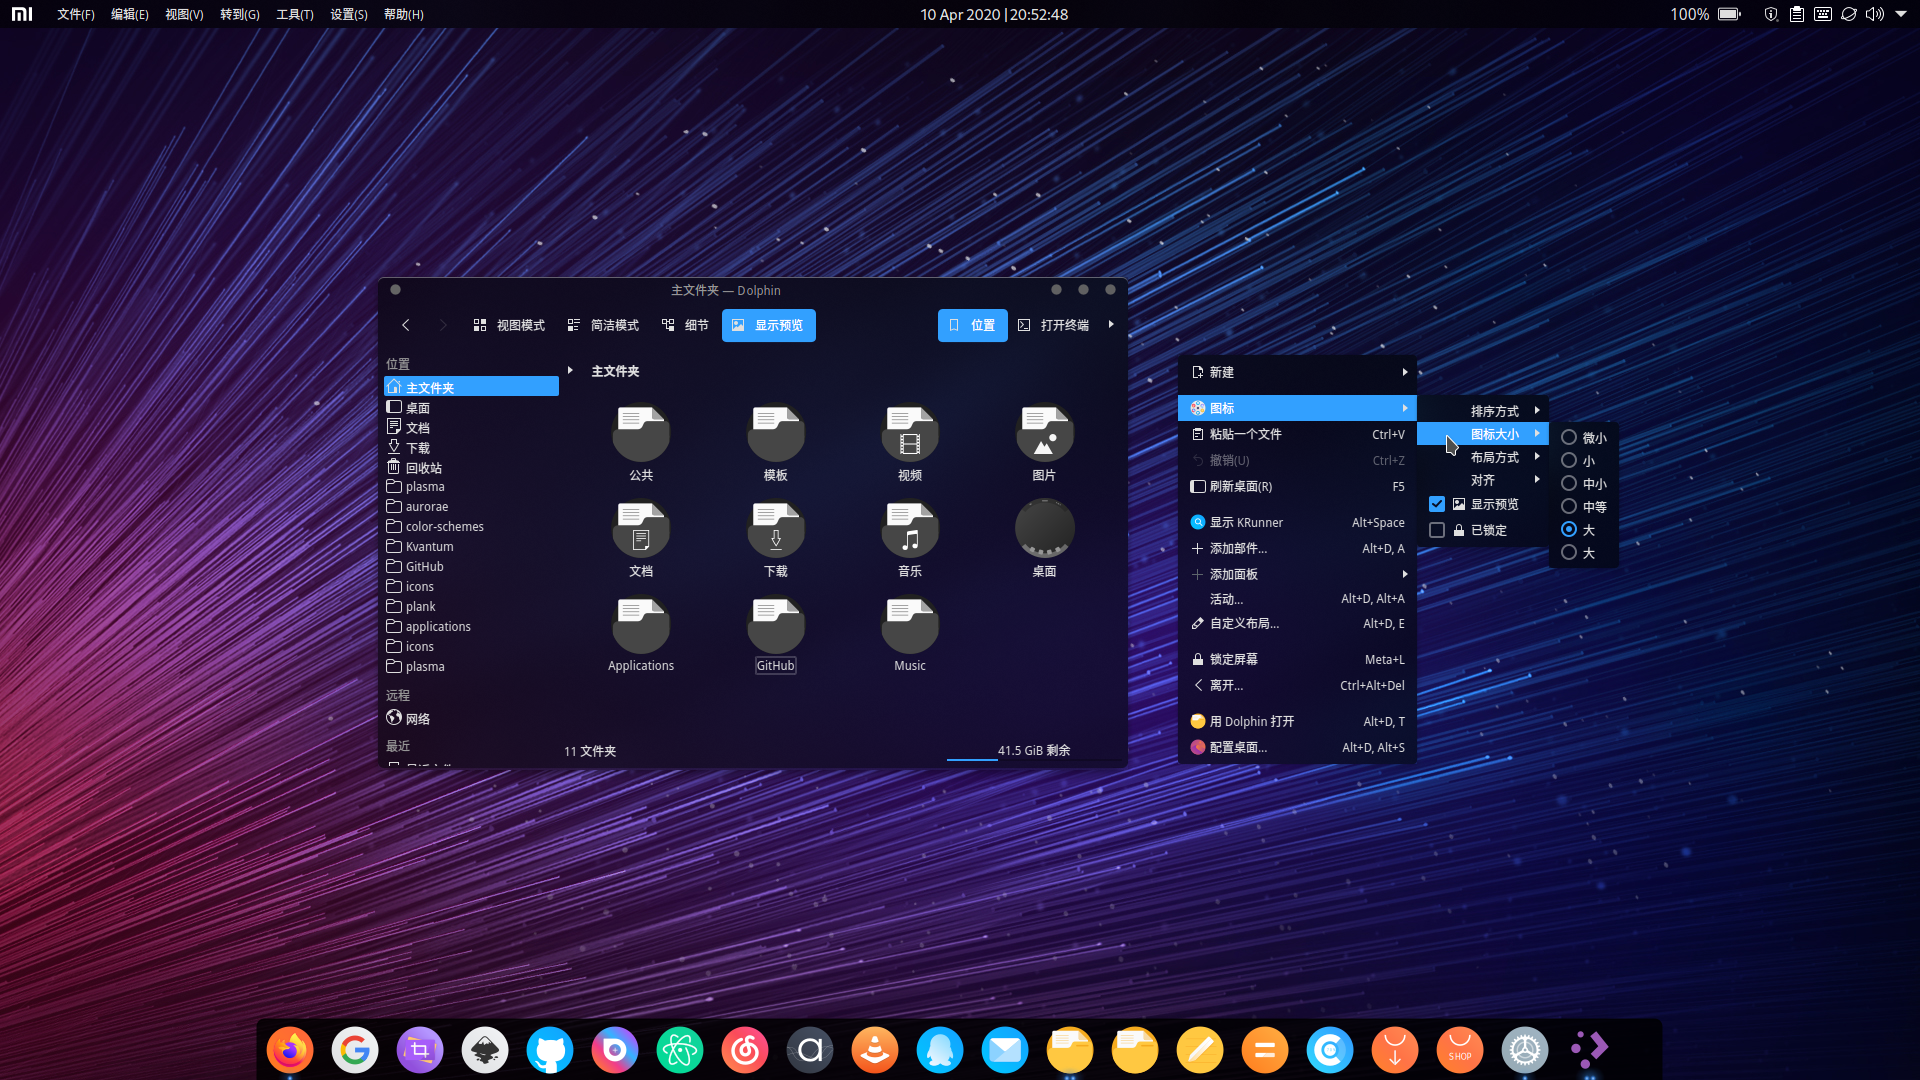 文件(F) 编辑(E) 视图(V) 转到(G) 工具(T) 设置(S) 帮助(H)
10 Apr 2020 | 20:52:48
100%
主文件夹 — Dolphin
视图模式 简洁模式 细节 显示预览 位置 打开终端
位置
主文件夹
桌面
文档
下载
回收站
plasma
aurorae
color-schemes
Kvantum
GitHub
icons
plank
applications
icons
plasma
远程
网络
最近
主文件夹
公共 模板 视频 图片
文档 下载 音乐 桌面
Applications GitHub Music
11 文件夹
41.5 GiB 剩余
新建
图标
粘贴一个文件 Ctrl+V
撤销(U) Ctrl+Z
刷新桌面(R) F5
显示 KRunner Alt+Space
添加部件... Alt+D, A
添加面板
活动... Alt+D, Alt+A
自定义布局... Alt+D, E
锁定屏幕 Meta+L
离开... Ctrl+Alt+Del
用 Dolphin 打开 Alt+D, T
配置桌面... Alt+D, Alt+S
排序方式
图标大小
布局方式
对齐
显示预览
已锁定
微小
小
中小
中等
大
大
SHOP